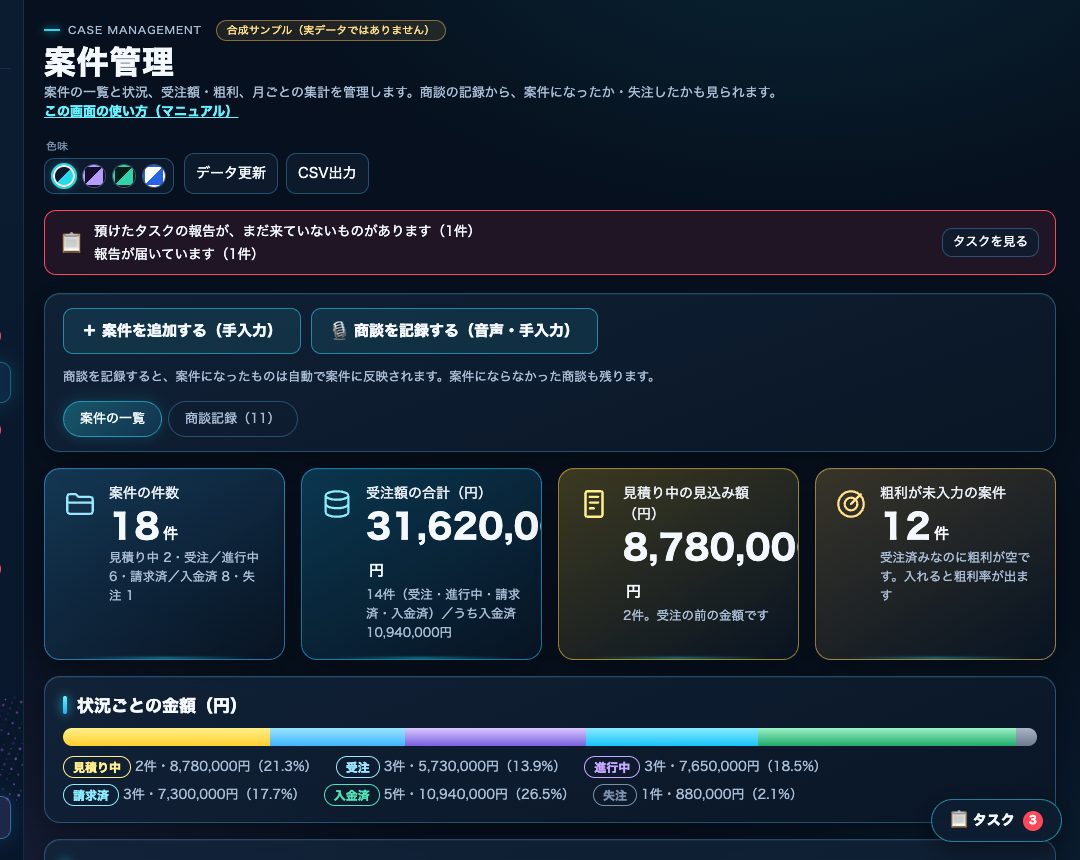 CASE MANAGEMENT
合成サンプル（実データではありません）
案件管理
案件の一覧と状況、受注額・粗利、月ごとの集計を管理します。商談の記録から、案件になったか・失注したかも見られます。
この画面の使い方（マニュアル）
色味
データ更新
CSV出力
預けたタスクの報告が、まだ来ていないものがあります（1件）
報告が届いています（1件）
タスクを見る
＋ 案件を追加する（手入力）
商談を記録する（音声・手入力）
商談を記録すると、案件になったものは自動で案件に反映されます。案件にならなかった商談も残ります。
案件の一覧
商談記録（11）
案件の件数
18件
見積り中 2・受注／進行中
6・請求済／入金済 8・失
注 1
受注額の合計（円）
31,620,0
円
14件（受注・進行中・請求
済・入金済）／うち入金済
10,940,000円
見積り中の見込み額
（円）
8,780,00
円
2件。受注の前の金額です
粗利が未入力の案件
12件
受注済みなのに粗利が空で
す。入れると粗利率が出ま
す
状況ごとの金額（円）
見積り中 2件・8,780,000円（21.3%）
受注 3件・5,730,000円（13.9%）
進行中 3件・7,650,000円（18.5%）
請求済 3件・7,300,000円（17.7%）
入金済 5件・10,940,000円（26.5%）
失注 1件・880,000円（2.1%）
タスク 3